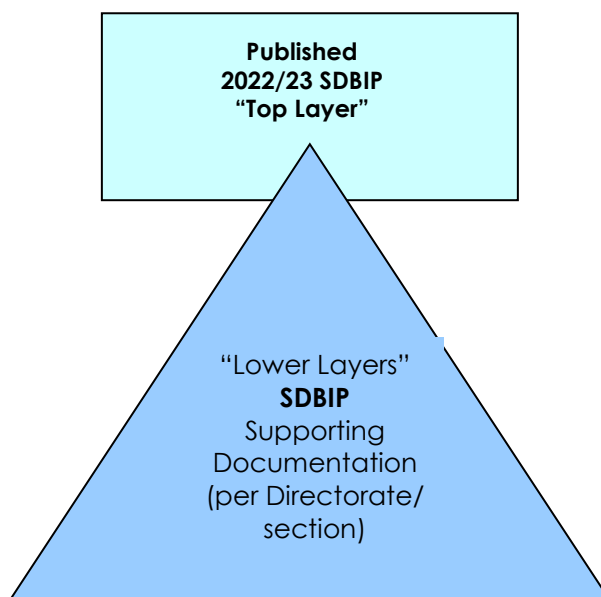 Published
2022/23 SDBIP
“Top Layer”
“Lower Layers”
SDBIP
Supporting
Documentation
(per Directorate/
section)